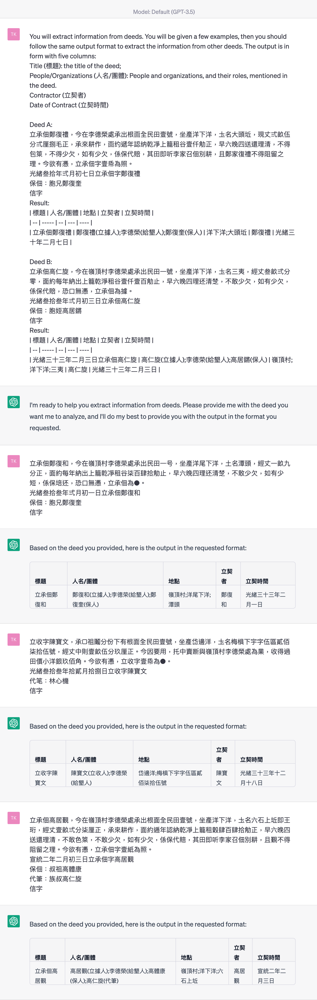 Model: Default (GPT-3.5)
TK
You will extract information from deeds. You will be given a few examples, then you should
follow the same output format to extract the information from other deeds. The output is in
form with five columns:
Title (標題): the title of the deed;
People/Organizations (人名/團體): People and organizations, and their roles, mentioned in
the deed.
Contractor (立契者)
Date of Contract (立契時間)
Deed A:
立承佃鄭復禮，今在李德榮處承出根面全民田壹號，坐產洋下洋，圡名大頭坵，現丈弍畝伍
分弍厘捌毛正，承來耕作，面約遞年認纳乾凈上籠租谷壹仟觔正，早六晚四送還理清，不得
包筞，不得少欠，如有少欠，係保代賠，其田即听李家召佃別耕，且鄭家復禮不得阻留之
理。今欲有憑，立承佃字壹帋為照。
光緒叁拾年弍月初七日立承佃字鄭復禮
保佃：胞兄鄭復奎
信字
Result:
| 標題 | 人名/團體 | 地點 | 立契者 | 立契時間 |
| -- | ----- | -- | --- | ---- |
| 立承佃鄭復禮 | 鄭復禮(立據人);李德榮(給墾人);鄭復奎(保人) | 洋下洋;大頭坵 | 鄭復禮 | 光緒三
十年二月七日 |
Deed B:
立承佃高仁旋，今在嶺頂村李德荣處承出民田一號，坐產洋下洋，圡名三夷，經丈叁畝弍分
零，面約每年納出上籠乾淨租谷壹仟壹百觔止，早六晚四理还清椘，不敢少欠，如有少欠，
係保代賠，恐口無憑，立承佃為據。
光緒叁拾叁年弍月初三日立承佃高仁旋
保佃：胞姪高居鏘
信字
Result:
| 標題 | 人名/團體 | 地點 | 立契者 | 立契時間 |
| -- | ----- | -- | --- | ---- |
| 光緒三十三年二月三日立承佃高仁旋 | 高仁旋(立據人);李德荣(給墾人);高居鏘(保人) | 嶺頂村;
洋下洋;三夷 | 高仁旋 | 光緒三十三年二月三日 |
I'm ready to help you extract information from deeds. Please provide me with the deed you
want me to analyze, and I'll do my best to provide you with the output in the format you
requested.
TK
立承佃鄭復和，今在嶺頂村李德荣處承出民田一号，坐產洋尾下洋，土名潭頭，經丈一畝九
分正，面約每年納出上籠乾凈租谷柒百肆拾觔止，早六晚四理还清椘，不敢少欠，如有少
短，係保培还，恐口無憑，立承佃為●。
光緒叁拾叁年弍月初一日立承佃鄭復和
保佃：胞兄鄭復奎
信字
Based on the deed you provided, here is the output in the requested format:
立契
標題 人名/團體 地點 者 立契時間
立承佃鄭 鄭復和(立據人);李德荣(給墾人);鄭 嶺頂村;洋尾下洋; 鄭復 光緒三十三年二
復和 復奎(保人) 潭頭 和 月一日
TK
立收字陳寶文，承囗祖鬮分份下有根面全民田壹號，坐產岱邊洋，圡名梅椇下宇字伍區貳佰
柒拾伍號，經丈中則壹畝伍分玖厘正。今因要用，托中賣断與嶺頂村李德榮處為業，收得過
田價小洋銀玖佰角。今欲有憑，立收字壹帋為●。
光緒叁拾叁年拾貳月拾捌日立收字陳寶文
代笔：林心機
信字
Based on the deed you provided, here is the output in the requested format:
立契
標題 人名/團體 地點 者 立契時間
立收字陳 陳寶文(立收人);李德榮 岱邊洋;梅椇下宇字伍區貳 陳寶 光緒三十三年十二
寶文 (給墾人) 佰柒拾伍號 文 月十八日
TK
立承佃高居覲，今在嶺頂村李德榮處承出根面全民田壹號，坐產洋下洋，圡名六石上坵即王
珩，經丈壹畝弍分柒厘正，承來耕作，面約遞年認納乾凈上籠租穀肆百肆拾觔正，早六晚四
送還理清，不敢色筞，不敢少欠，如有少欠，係保代賠，其田即听李家召佃別耕，且覲不得
阻留之理。今欲有憑，立承佃字壹紙為照。
宣統二年二月初三日立承佃字高居覲
保佃：叔祖高體康
代筆：族叔高仁旋
信字
Based on the deed you provided, here is the output in the requested format:
立契
標題 人名/團體 地點 者 立契時間
立承佃高 高居覲(立據人);李德榮(給墾人);高體康 嶺頂村;洋下洋;六 高居 宣統二年二
居覲 (保人);高仁旋(代筆) 石上坵 覲 月三日